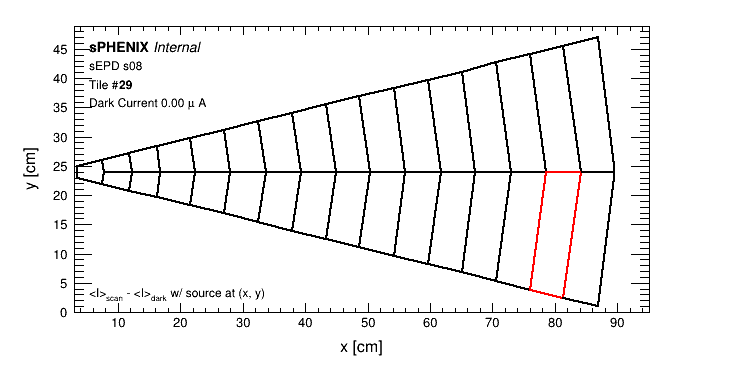 sPHENIX Internal
sEPD s08
Tile #29
Dark Current 0.00 μ A
<I>scan - <I>dark w/ source at (x, y)
45
40
35
30
25
20
15
10
5
0
y [cm]
10 20 30 40 50 60 70 80 90
x [cm]